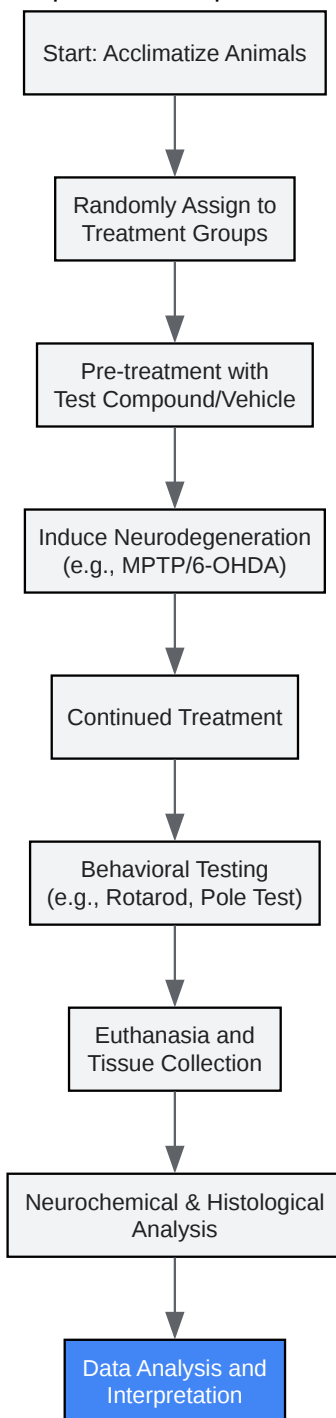 Start: Acclimatize Animals
Randomly Assign to
Treatment Groups
Pre-treatment with
Test Compound/Vehicle
Induce Neurodegeneration
(e.g., MPTP/6-OHDA)
Continued Treatment
Behavioral Testing
(e.g., Rotarod, Pole Test)
Euthanasia and
Tissue Collection
Neurochemical & Histological
Analysis
Data Analysis and
Interpretation